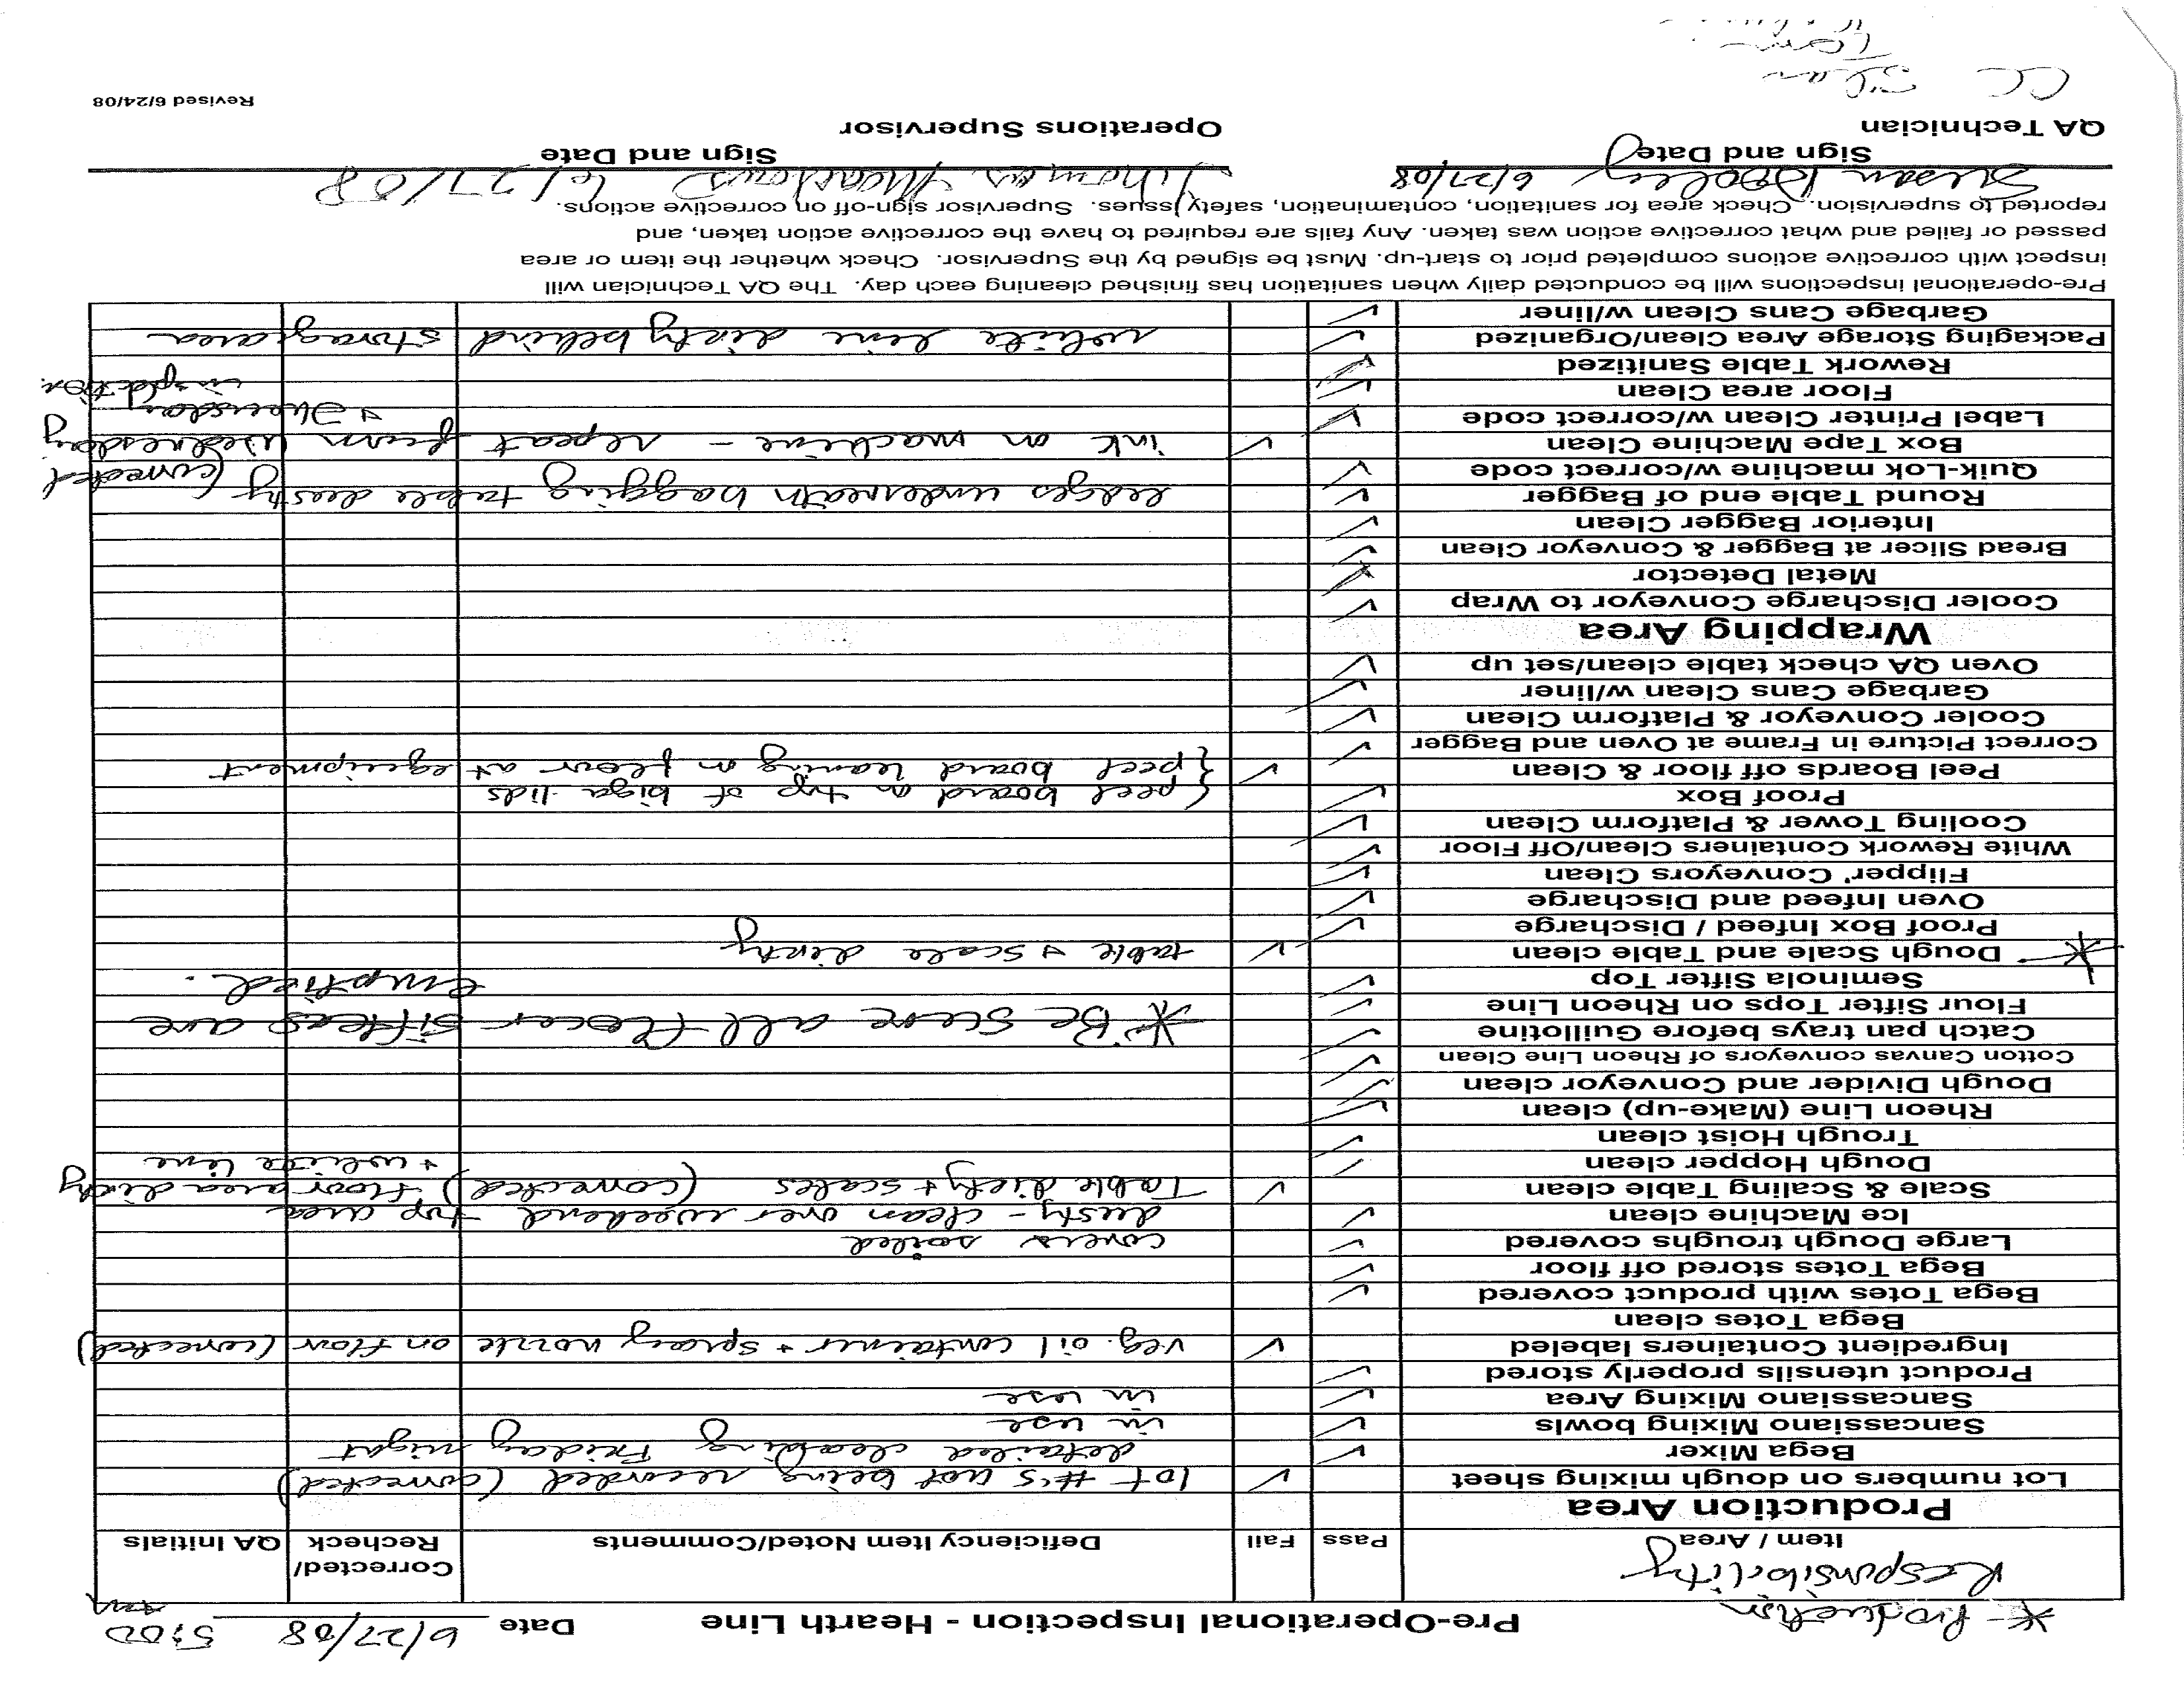 * - Production Responsibility
Pre-Operational Inspection - Hearth Line Date 6/27/08 5:00 am
Item / Area Pass Fail Deficiency Item Noted/Comments Corrected/ Recheck QA Initials
Production Area
Lot numbers on dough mixing sheet ✓ lot #'s not being recorded (corrected)
Bega Mixer ✓ detailed cleaning Friday night
Sancassiano Mixing bowls ✓ in use
Sancassiano Mixing Area ✓ in use
Product utensils properly stored ✓
Ingredient Containers labeled ✓ veg. oil container + spray nozzle on floor (corrected)
Bega Totes clean
Bega Totes with product covered ✓
Bega Totes stored off floor ✓
Large Dough troughs covered ✓ covers soiled
Ice Machine clean ✓ dusty - clean over weekend top area
Scale & Scaling Table clean ✓ Table dirty + scales (corrected) floor area dirty
Dough Hopper clean ✓ + white line
Trough Hoist clean ✓
Rheon Line (Make-up) clean ✓
Dough Divider and Conveyor clean ✓
Cotton Canvas conveyors of Rheon Line Clean ✓
Catch pan trays before Guillotine ✓
Flour Sifter Tops on Rheon Line ✓ * Be sure all flour sifters are
Seminola Sifter Top ✓ emptied.
* Dough Scale and Table clean ✓ table + scale dirty
Proof Box Infeed / Discharge ✓
Oven Infeed and Discharge ✓
Flipper' Conveyors Clean ✓
White Rework Containers Clean/Off Floor ✓
Cooling Tower & Platform Clean ✓
Proof Box ✓ { peel board on top of biga lids
Peel Boards off floor & Clean ✓ { peel board leaning on floor at equipment
Correct Picture in Frame at Oven and Bagger ✓
Cooler Conveyor & Platform Clean ✓
Garbage Cans Clean w/liner ✓
Oven QA check table clean/set up ✓
Wrapping Area
Cooler Discharge Conveyor to Wrap ✓
Metal Detector ✓
Bread Slicer at Bagger & Conveyor Clean ✓
Interior Bagger Clean ✓
Round Table end of Bagger ✓ ledges underneath bagging table dusty (corrected
Quik-Lok machine w/correct code ✓
Box Tape Machine Clean ✓ ink on machine - repeat from Wednesday
Label Printer Clean w/correct code ✓ + Thursday
Floor area Clean ✓ inspection
Rework Table Sanitized ✓
Packaging Storage Area Clean/Organized ✓ white line dirty behind storage area
Garbage Cans Clean w/liner ✓
Pre-operational inspections will be conducted daily when sanitation has finished cleaning each day. The QA Technician will
inspect with corrective actions completed prior to start-up. Must be signed by the Supervisor. Check whether the item or area
passed or failed and what corrective action was taken. Any fails are required to have the corrective action taken, and
reported to supervision. Check area for sanitation, contamination, safety issues. Supervisor sign-off on corrective actions.
Susan Dooley 6/27/08 Thomas Meadows 6/27/08
Sign and Date Sign and Date
QA Technician Operations Supervisor
CC Stan
Revised 6/24/08